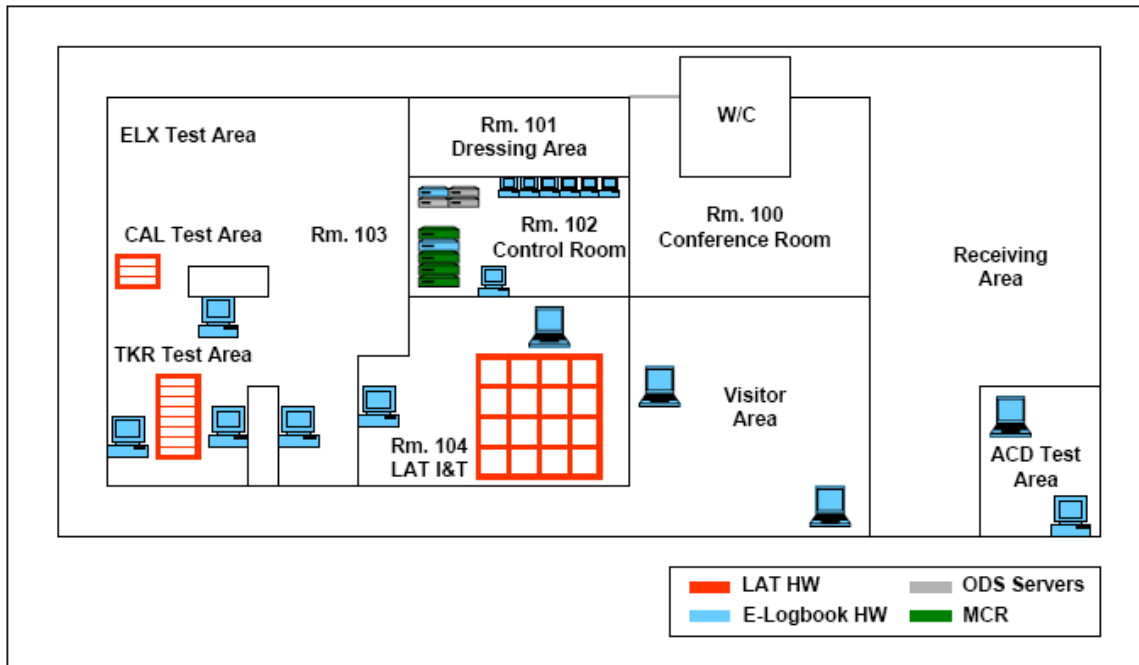 ELX Test Area
Rm. 101
Dressing Area
W/C
CAL Test Area
Rm. 103
Rm. 102
Control Room
Rm. 100
Conference Room
Receiving
Area
TKR Test Area
Rm. 104
LAT I&T
Visitor
Area
ACD Test
Area
LAT HW
ODS Servers
E-Logbook HW
MCR